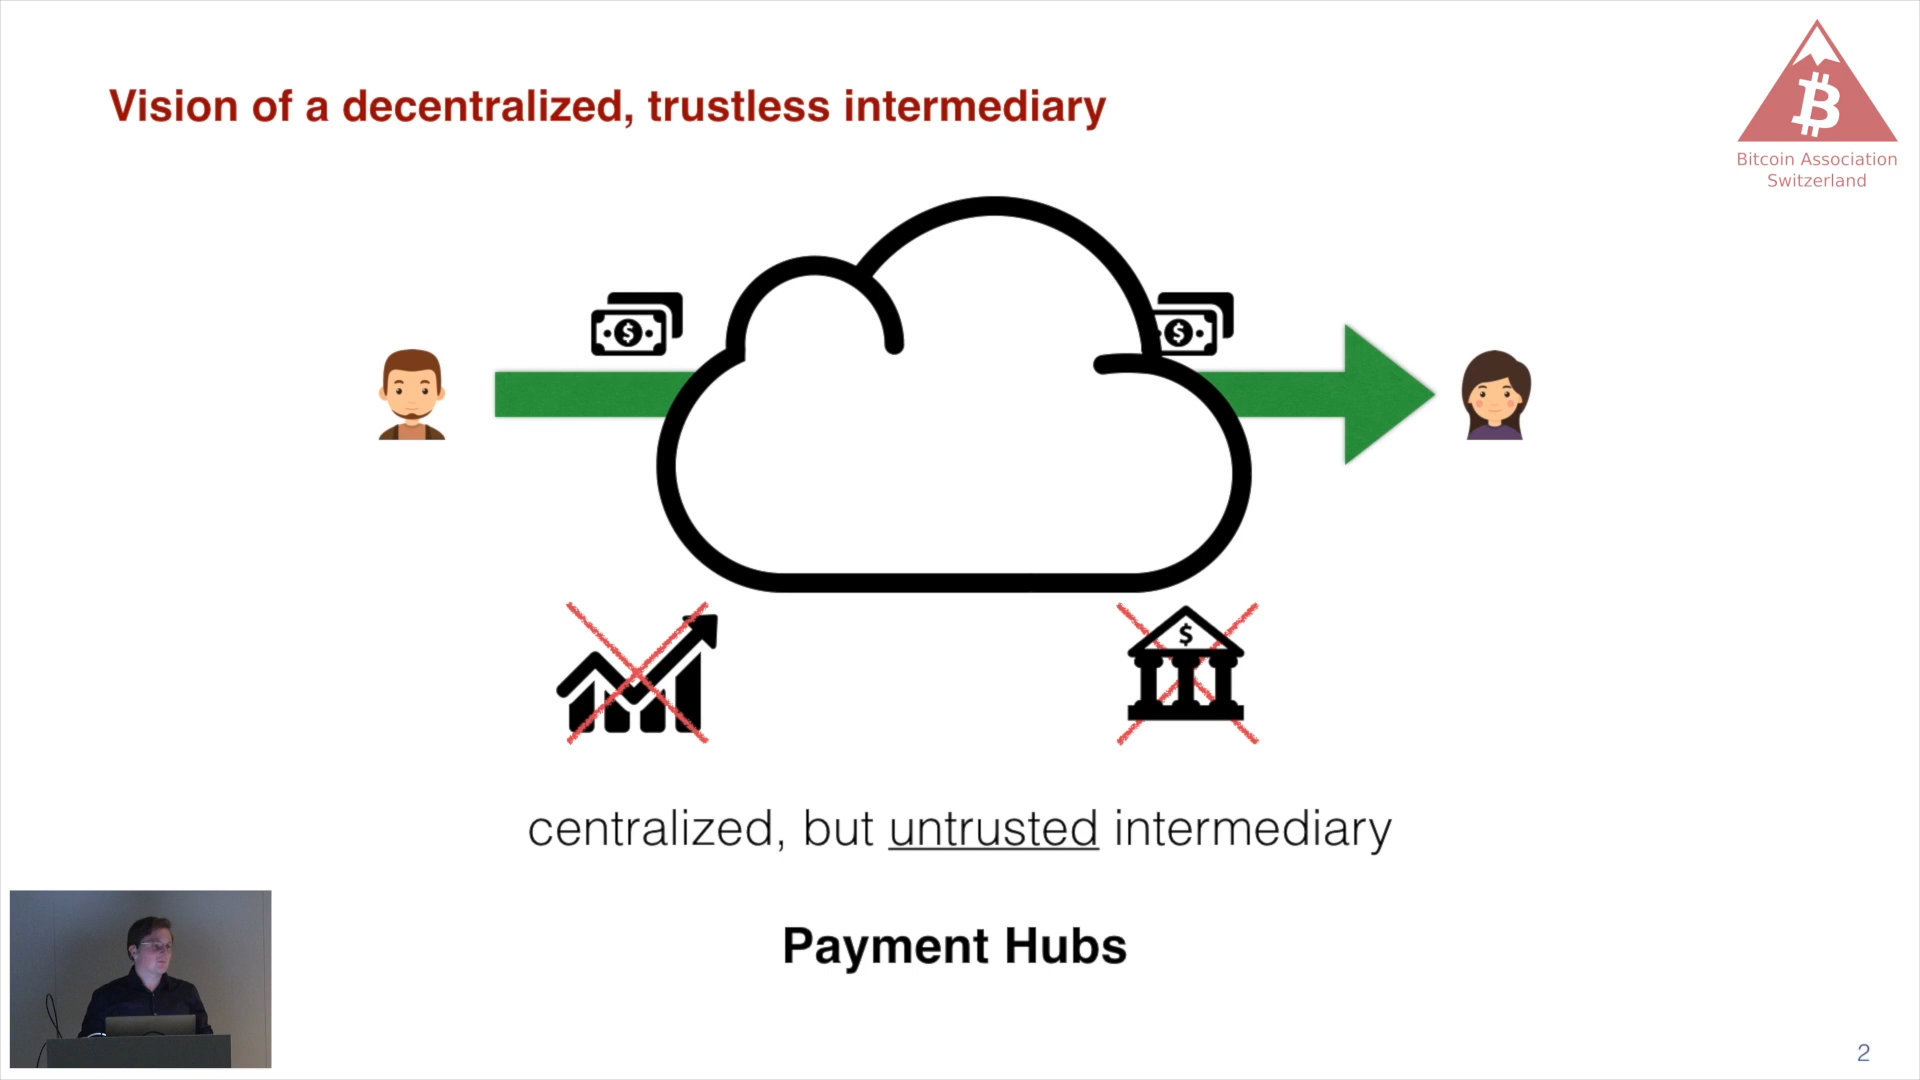 Vision of a decentralized, trustless intermediary
Bitcoin Association
Switzerland
$
$
$
centralized, but untrusted intermediary
Payment Hubs
2